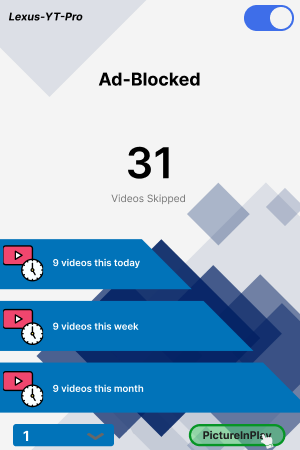 Lexus-YT-Pro
Ad-Blocked
31
Videos Skipped
9 videos this today
9 videos this week
9 videos this month
1
PictureInPlay